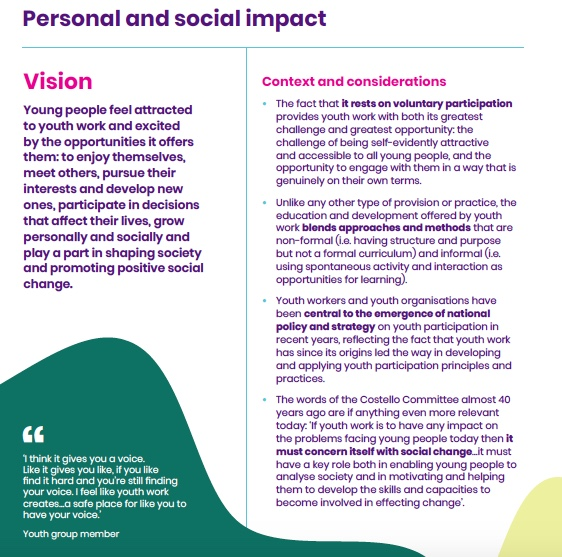 Personal and social impact
Vision
Young people feel attracted
to youth work and excited
by the opportunities it offers
them: to enjoy themselves,
meet others, pursue their
interests and develop new
ones, participate in decisions
that affect their lives, grow
personally and socially and
play a part in shaping society
and promoting positive social
change.
“
'I think it gives you a voice.
Like it gives you like, if you like
find it hard and you're still finding
your voice. I feel like youth work
creates…a safe place for like you to
have your voice.'
Youth group member
Context and considerations
• The fact that it rests on voluntary participation
provides youth work with both its greatest
challenge and greatest opportunity: the
challenge of being self-evidently attractive
and accessible to all young people, and the
opportunity to engage with them in a way that is
genuinely on their own terms.
• Unlike any other type of provision or practice, the
education and development offered by youth
work blends approaches and methods that are
non-formal (i.e. having structure and purpose
but not a formal curriculum) and informal (i.e.
using spontaneous activity and interaction as
opportunities for learning).
• Youth workers and youth organisations have
been central to the emergence of national
policy and strategy on youth participation in
recent years, reflecting the fact that youth work
has since its origins led the way in developing
and applying youth participation principles and
practices.
• The words of the Costello Committee almost 40
years ago are if anything even more relevant
today: 'If youth work is to have any impact on
the problems facing young people today then it
must concern itself with social change…it must
have a key role both in enabling young people to
analyse society and in motivating and helping
them to develop the skills and capacities to
become involved in effecting change'.